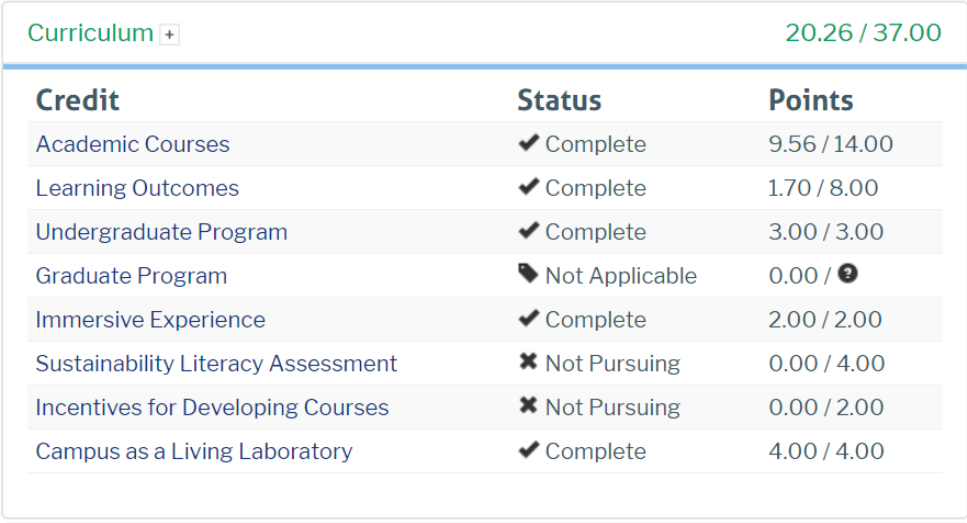 Curriculum + 20.26 / 37.00
Credit Status Points
Academic Courses ✔ Complete 9.56 / 14.00
Learning Outcomes ✔ Complete 1.70 / 8.00
Undergraduate Program ✔ Complete 3.00 / 3.00
Graduate Program Not Applicable 0.00 / ?
Immersive Experience ✔ Complete 2.00 / 2.00
Sustainability Literacy Assessment ✖ Not Pursuing 0.00 / 4.00
Incentives for Developing Courses ✖ Not Pursuing 0.00 / 2.00
Campus as a Living Laboratory ✔ Complete 4.00 / 4.00